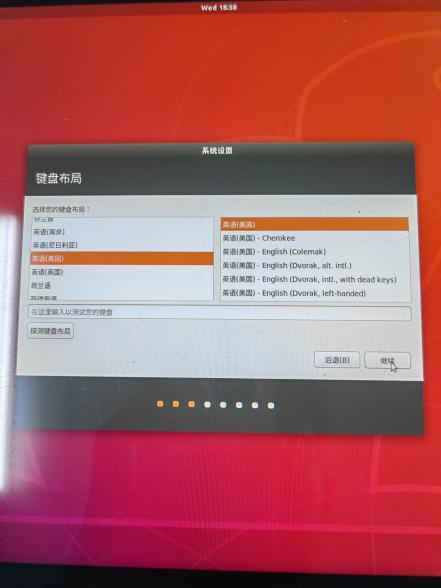 Wed 18:58
系统设置
键盘布局
选择您的键盘布局：
英语(南非)
英语(尼日利亚)
英语(美国)
英语(英国)
荷兰语
英语(美国)
英语(美国) - Cherokee
英语(美国) - English (Colemak)
英语(美国) - English (Dvorak, alt. intl.)
英语(美国) - English (Dvorak, intl., with dead keys)
英语(美国) - English (Dvorak, left-handed)
在这里输入以测试您的键盘
探测键盘布局
后退(B)
继续